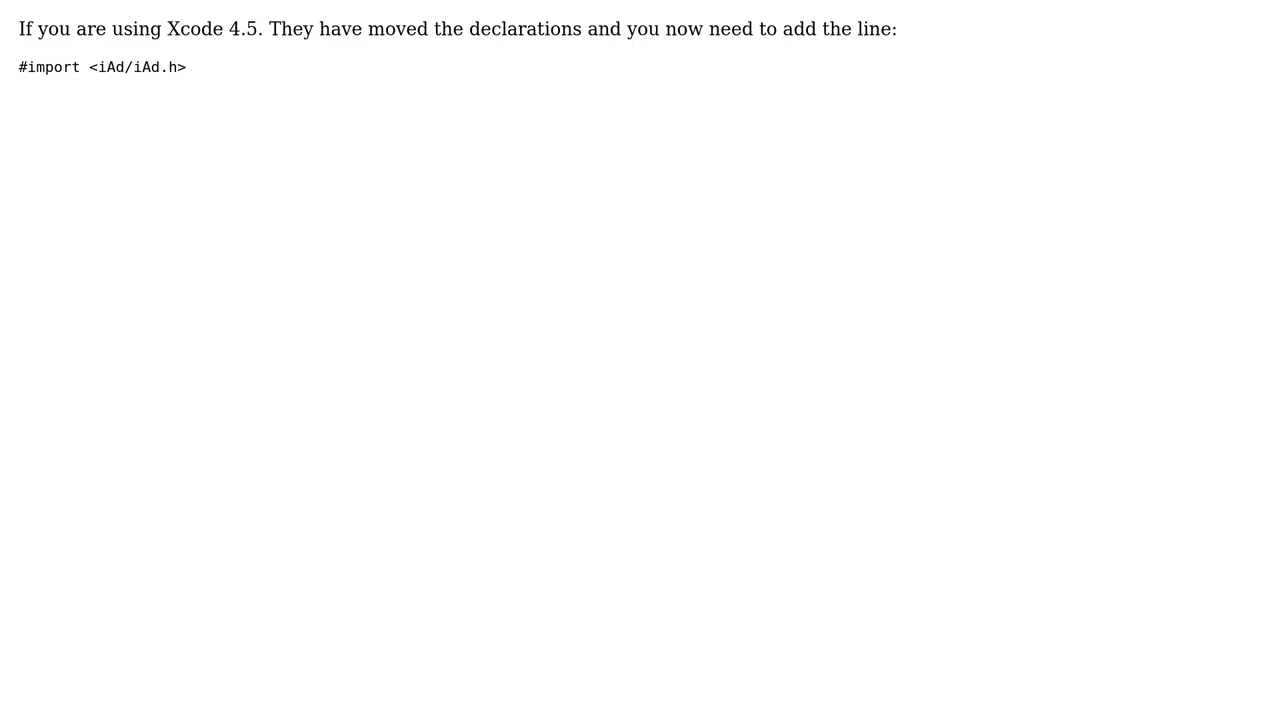 If you are using Xcode 4.5. They have moved the declarations and you now need to add the line:
#import <iAd/iAd.h>